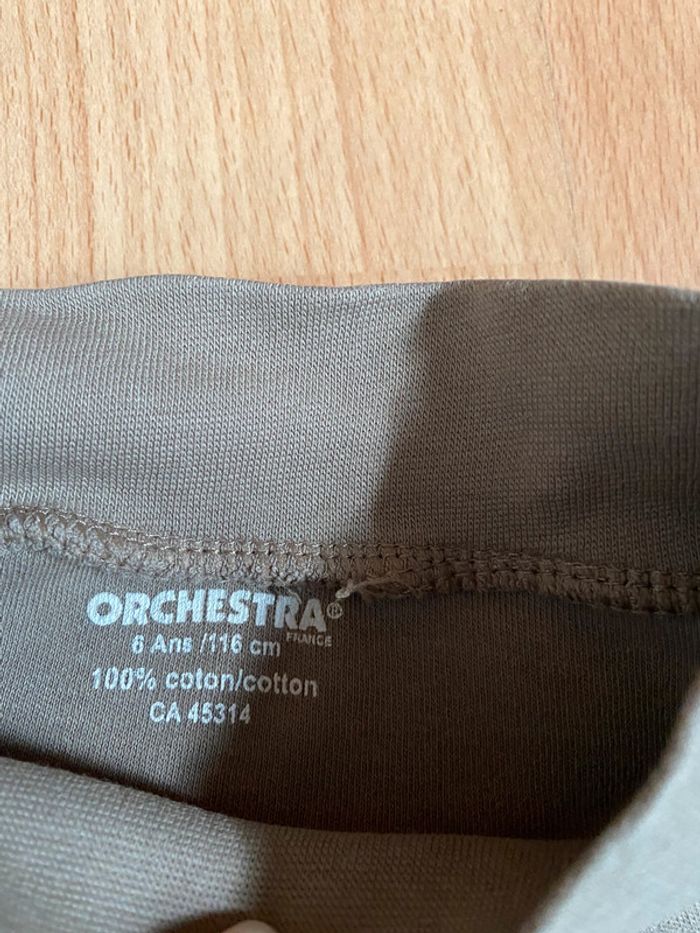 ORCHESTRA®
FRANCE
6 Ans /116 cm
100% coton/cotton
CA 45314